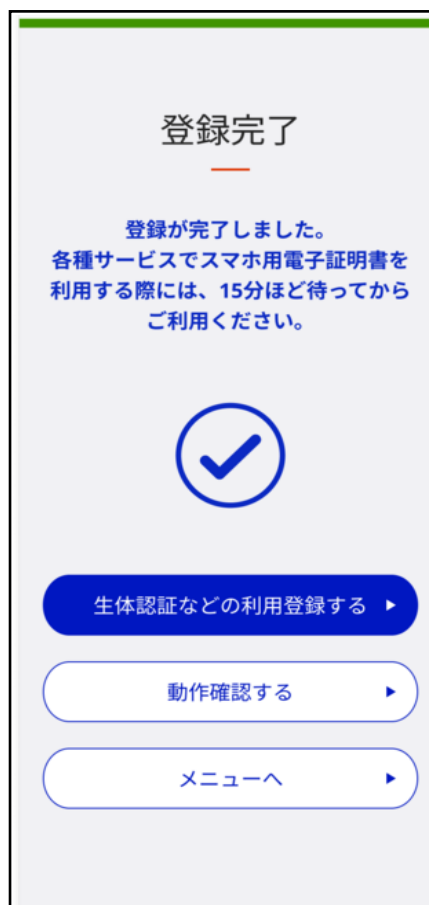 登録完了
登録が完了しました。
各種サービスでスマホ用電子証明書を
利用する際には、15分ほど待ってから
ご利用ください。
生体認証などの利用登録する
動作確認する
メニューへ